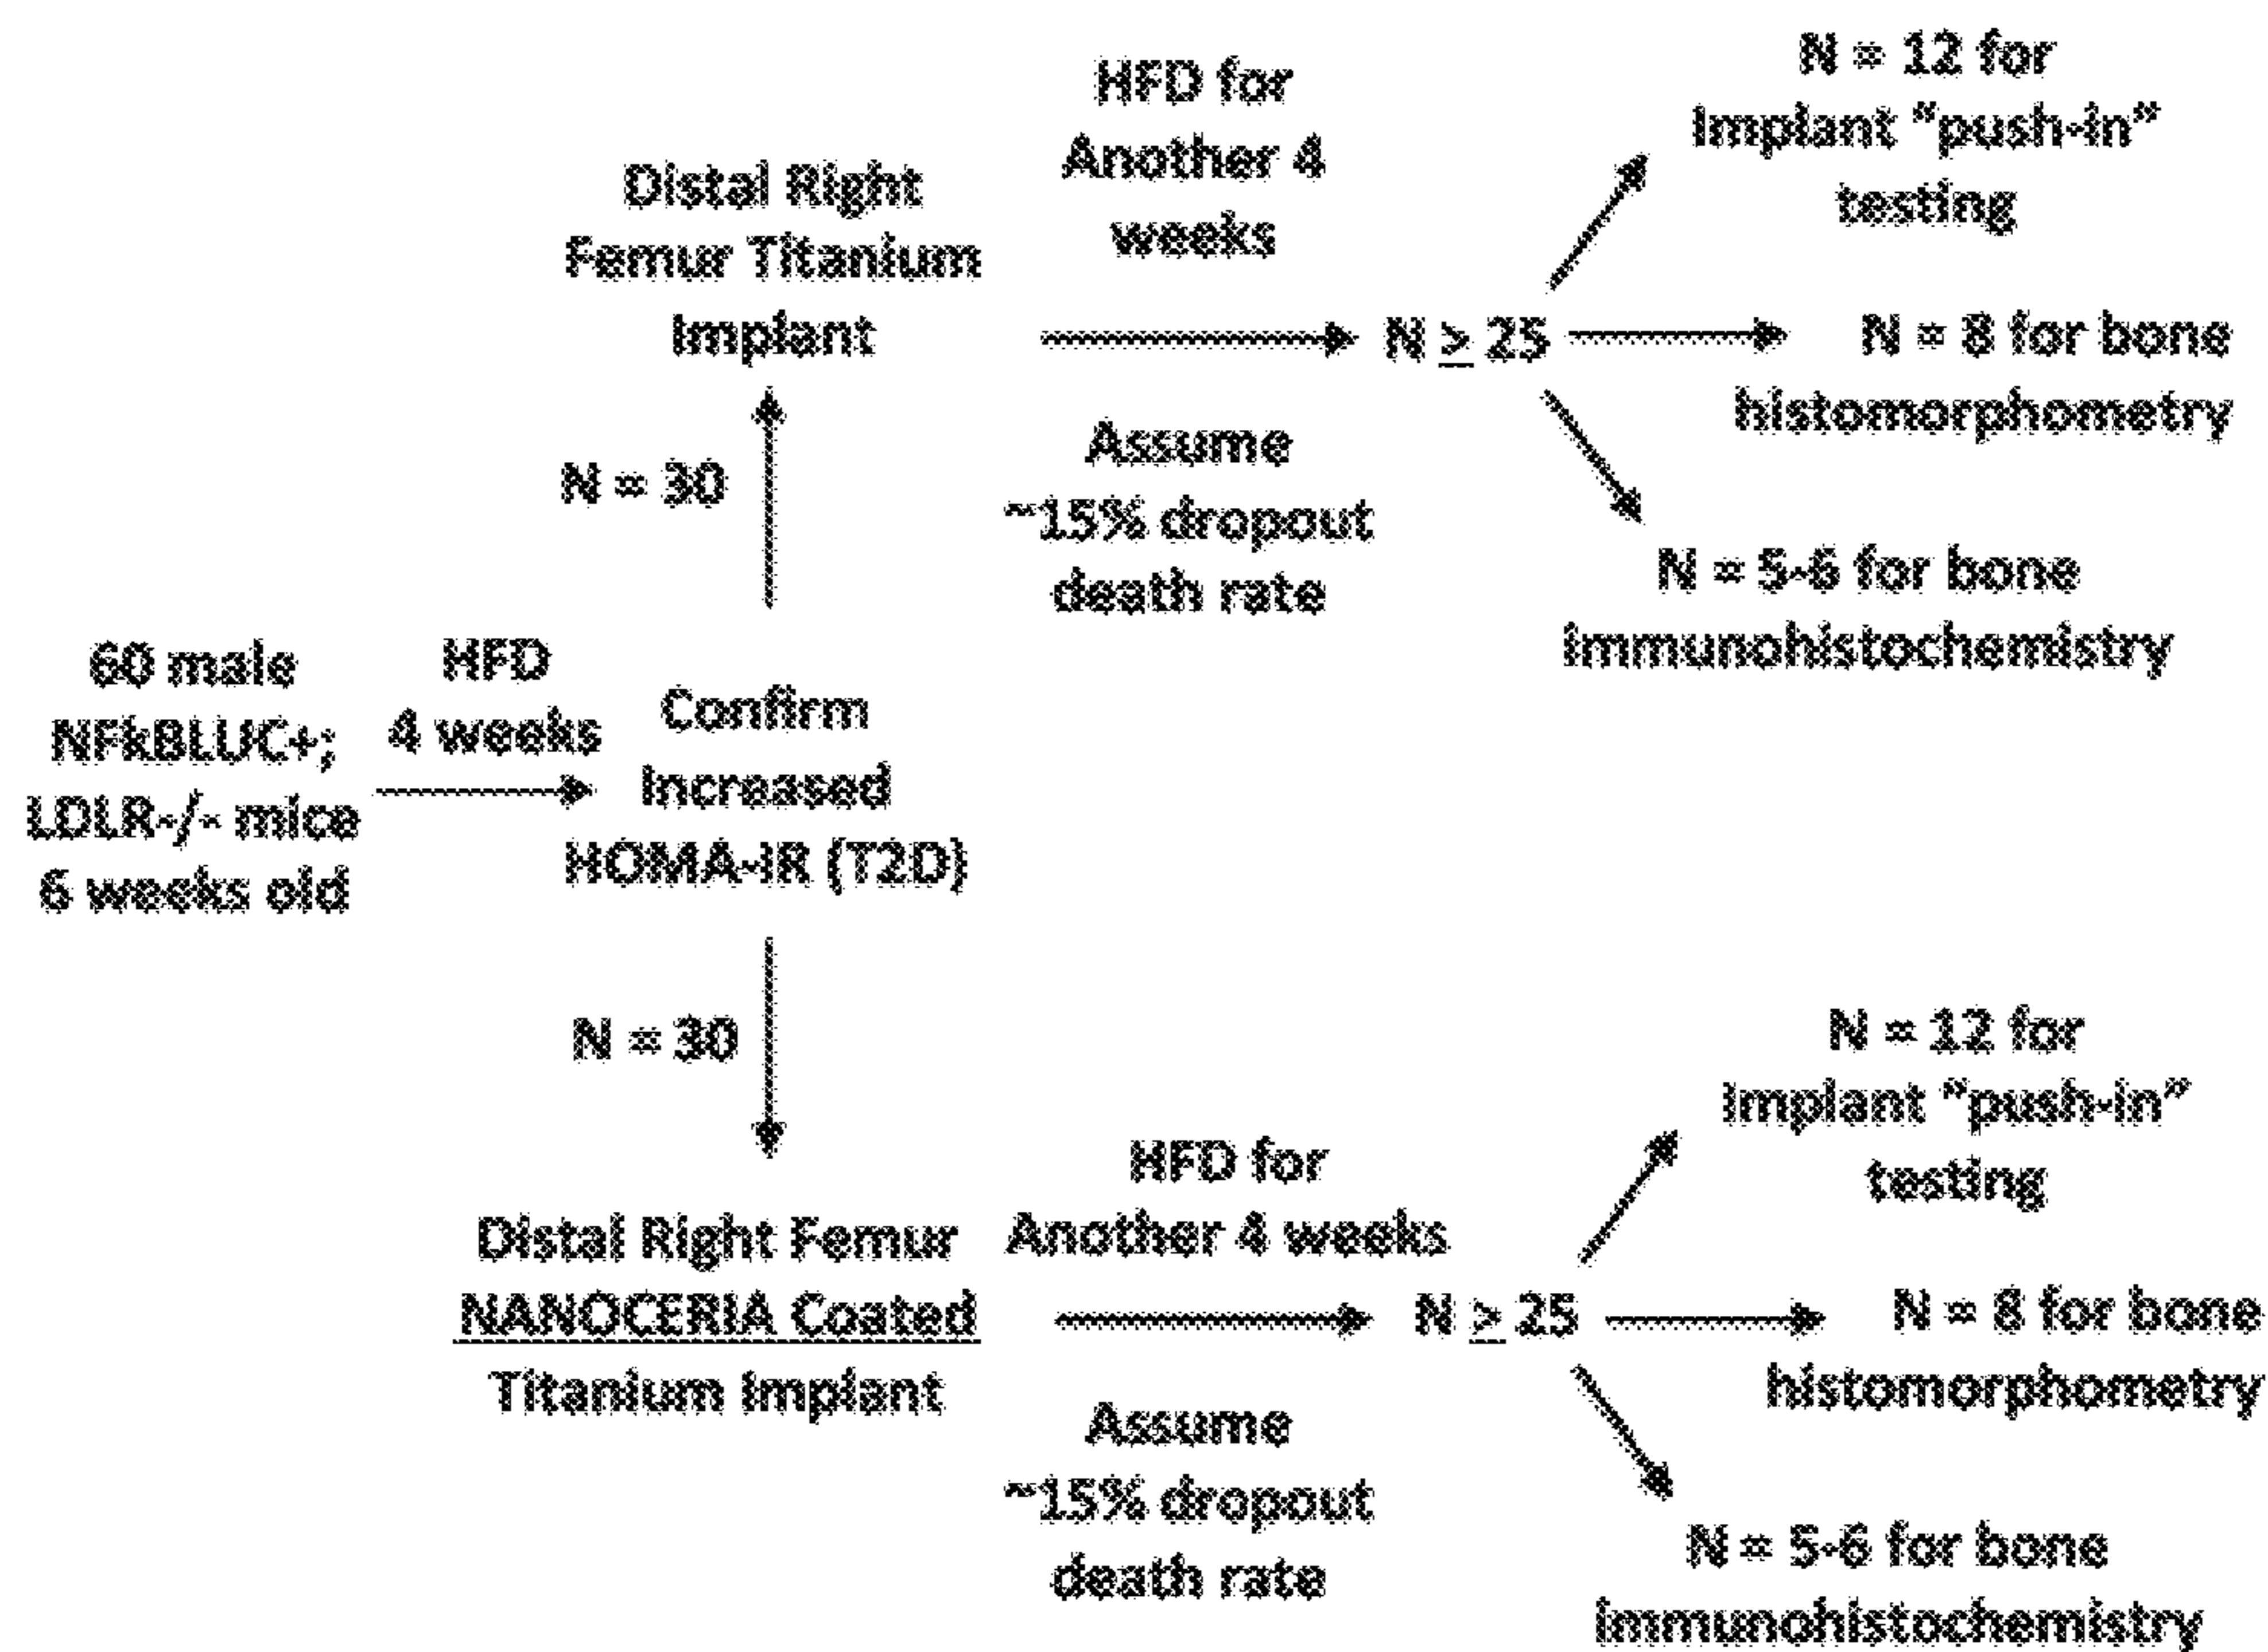 60 male
NFkBLUC+;
LDLR-/- mice
6 weeks old
HFD
4 weeks
Confirm
Increased
HOMA-IR (T2D)
N = 30
Distal Right
Femur Titanium
Implant
HFD for
Another 4
weeks
Assume
~15% dropout
death rate
N ≥ 25
N = 12 for
Implant "push-in"
testing
N = 8 for bone
histomorphometry
N = 5-6 for bone
immunohistochemistry
N = 30
Distal Right Femur
NANOCERIA Coated
Titanium Implant
HFD for
Another 4 weeks
Assume
~15% dropout
death rate
N ≥ 25
N = 12 for
Implant "push-in"
testing
N = 8 for bone
histomorphometry
N = 5-6 for bone
immunohistochemistry